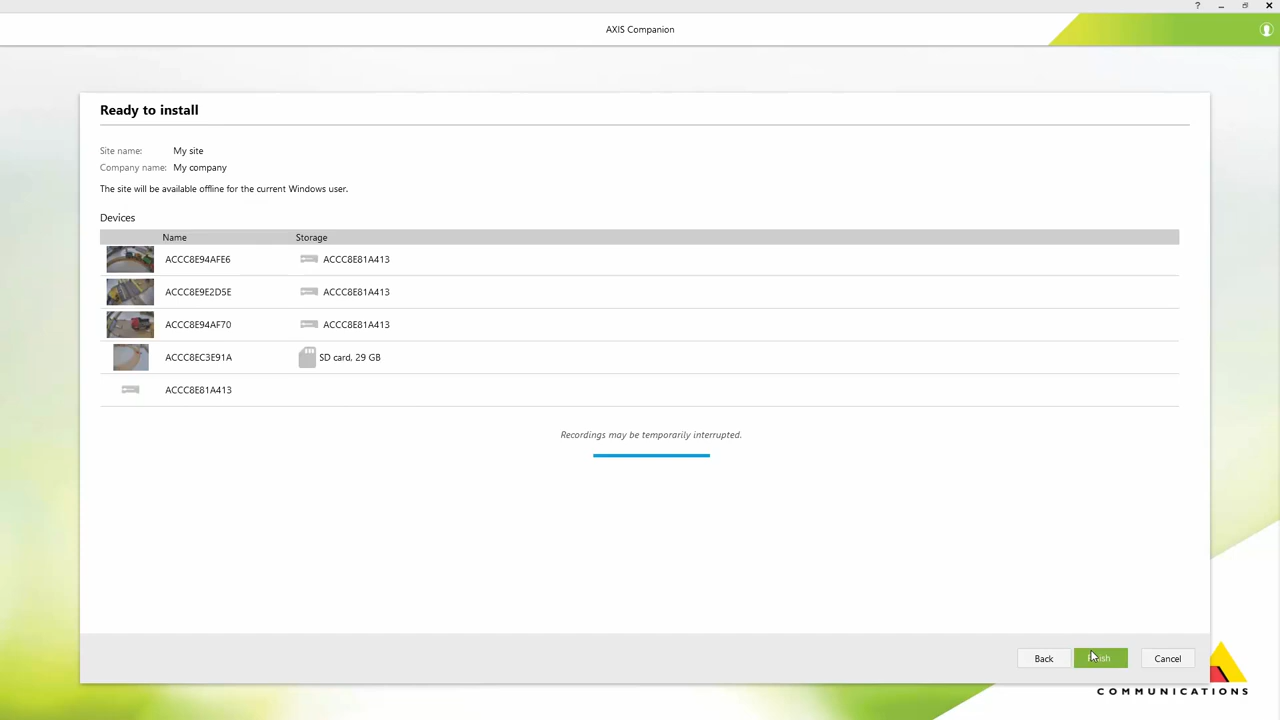 ?
AXIS Companion
Ready to install
Site name: My site
Company name: My company
The site will be available offline for the current Windows user.
Devices
Name Storage
ACCC8E94AFE6 ACCC8E81A413
ACCC8E9E2D5E ACCC8E81A413
ACCC8E94AF70 ACCC8E81A413
ACCC8EC3E91A SD card, 29 GB
ACCC8E81A413
Recordings may be temporarily interrupted.
Back Finish Cancel
COMMUNICATIONS